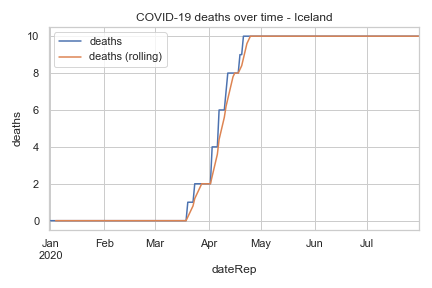 COVID-19 deaths over time - Iceland
deaths
deaths (rolling)
10
8
6
4
2
0
deaths
Jan Feb Mar Apr May Jun Jul
2020
dateRep